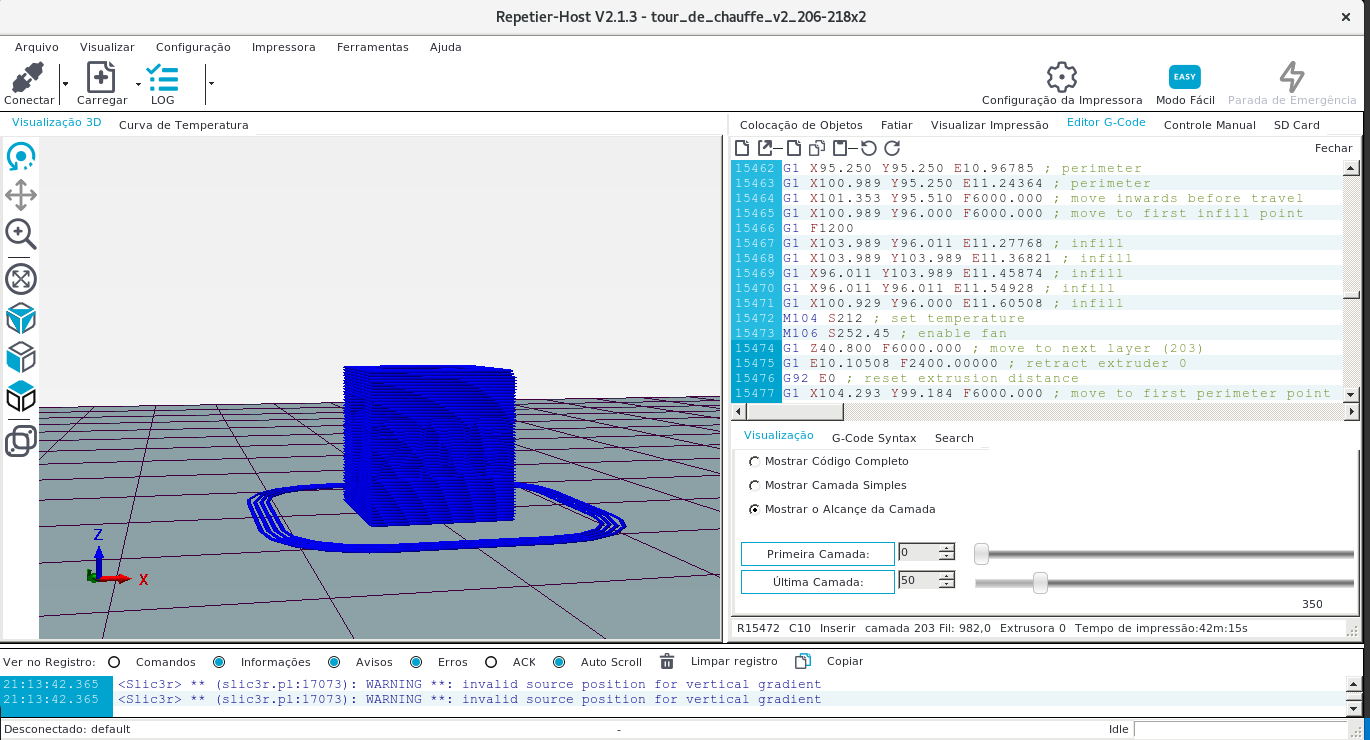 Repetier-Host V2.1.3 - tour_de_chauffe_v2_206-218x2
Arquivo Visualizar Configuração Impressora Ferramentas Ajuda
Conectar Carregar LOG
EASY
Configuração da Impressora Modo Fácil Parada de Emergência
Visualização 3D Curva de Temperatura
Z
X
Colocação de Objetos Fatiar Visualizar Impressão Editor G-Code Controle Manual SD Card
Fechar
15462 G1 X95.250 Y95.250 E10.96785 ; perimeter
15463 G1 X100.989 Y95.250 E11.24364 ; perimeter
15464 G1 X101.353 Y95.510 F6000.000 ; move inwards before travel
15465 G1 X100.989 Y96.000 F6000.000 ; move to first infill point
15466 G1 F1200
15467 G1 X103.989 Y96.011 E11.27768 ; infill
15468 G1 X103.989 Y103.989 E11.36821 ; infill
15469 G1 X96.011 Y103.989 E11.45874 ; infill
15470 G1 X96.011 Y96.011 E11.54928 ; infill
15471 G1 X100.929 Y96.000 E11.60508 ; infill
15472 M104 S212 ; set temperature
15473 M106 S252.45 ; enable fan
15474 G1 Z40.800 F6000.000 ; move to next layer (203)
15475 G1 E10.10508 F2400.00000 ; retract extruder 0
15476 G92 E0 ; reset extrusion distance
15477 G1 X104.293 Y99.184 F6000.000 ; move to first perimeter point
Visualização G-Code Syntax Search
Mostrar Código Completo
Mostrar Camada Simples
Mostrar o Alcançe da Camada
Primeira Camada: 0
Última Camada: 50
350
R15472 C10 Inserir camada 203 Fil: 982,0 Extrusora 0 Tempo de impressão:42m:15s
Ver no Registro: Comandos Informações Avisos Erros ACK Auto Scroll Limpar registro Copiar
21:13:42.365 <Slic3r> ** (slic3r.pl:17073): WARNING **: invalid source position for vertical gradient
21:13:42.365 <Slic3r> ** (slic3r.pl:17073): WARNING **: invalid source position for vertical gradient
Desconectado: default - Idle